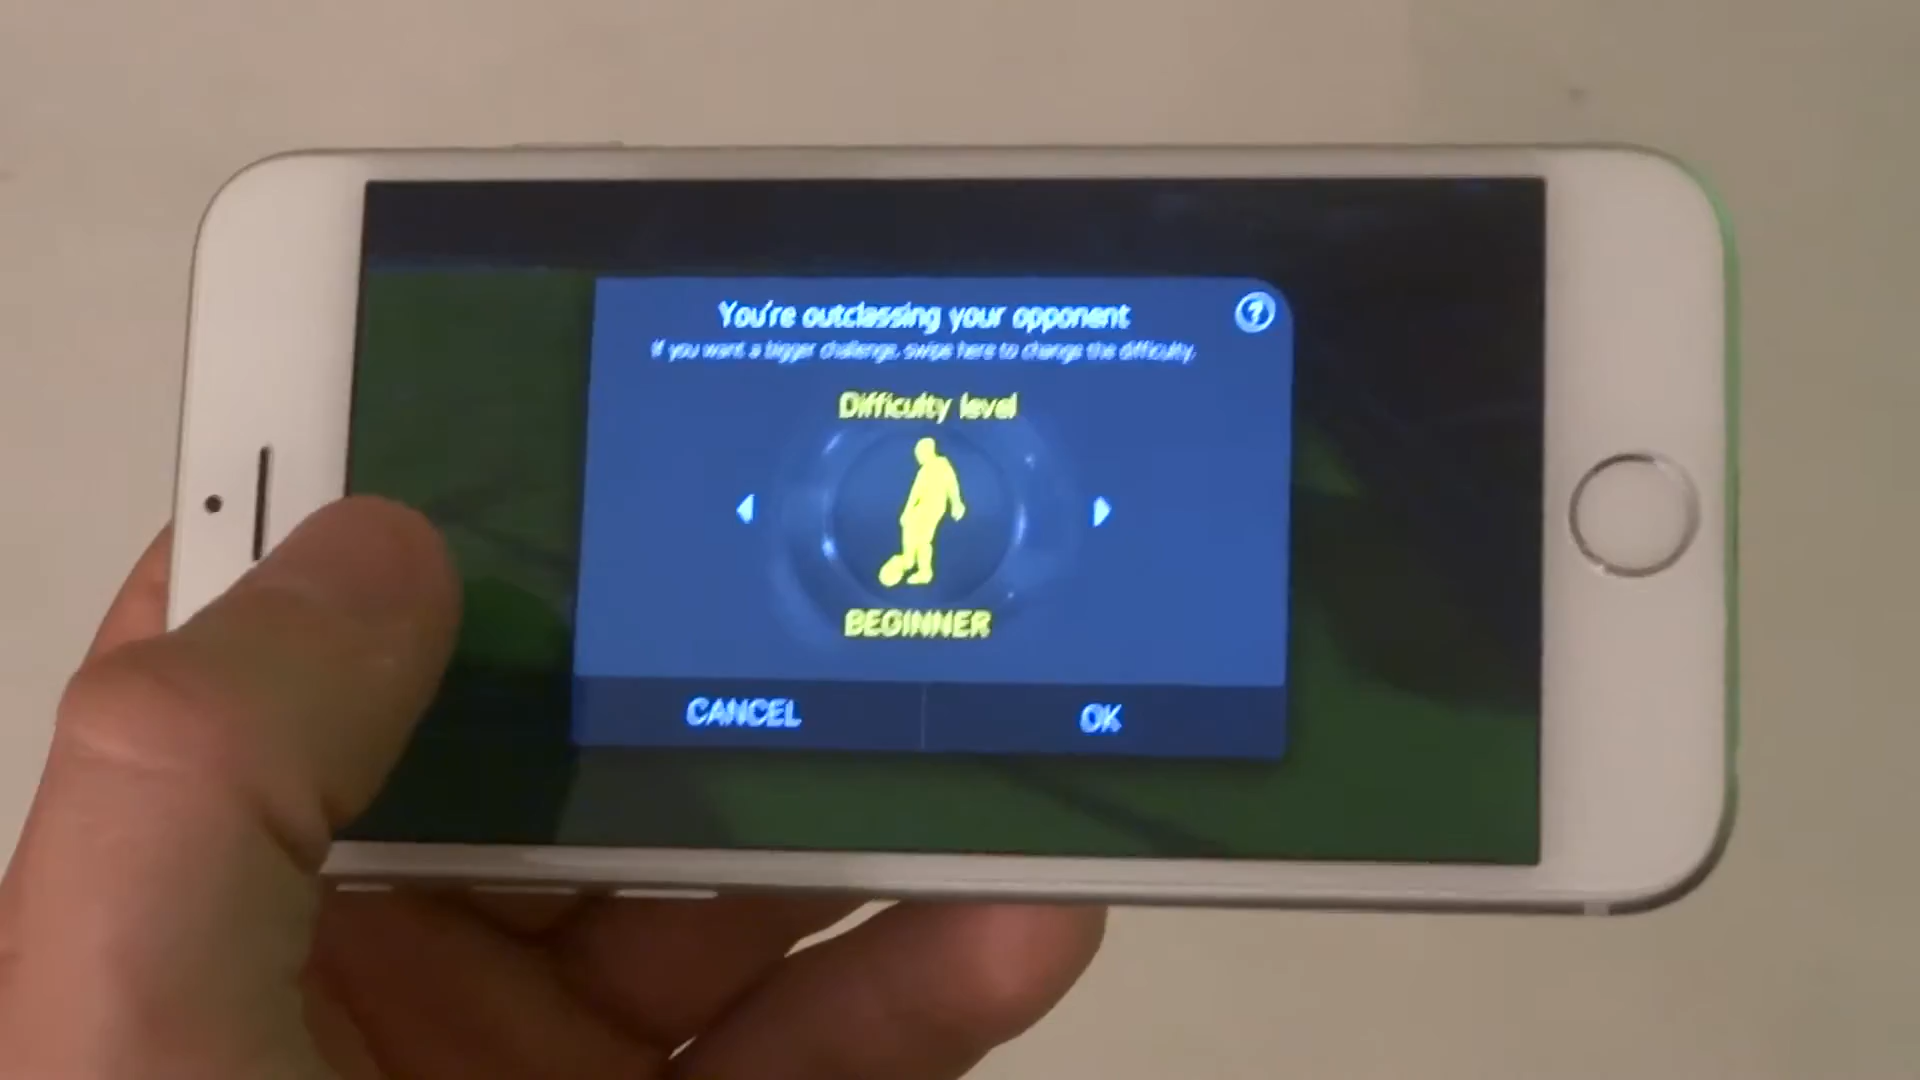 You're outclassing your opponent
?
If you want a bigger challenge, swipe here to change the difficulty.
Difficulty level
BEGINNER
CANCEL
OK